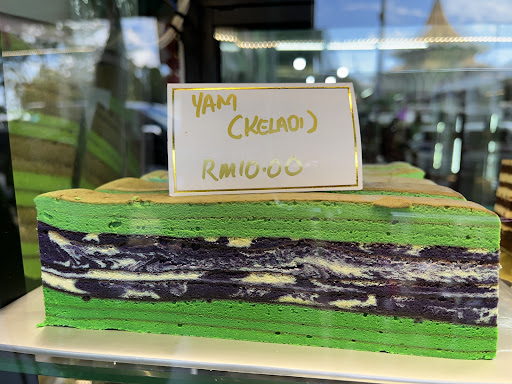 YAM
(KELADI)
RM10.00